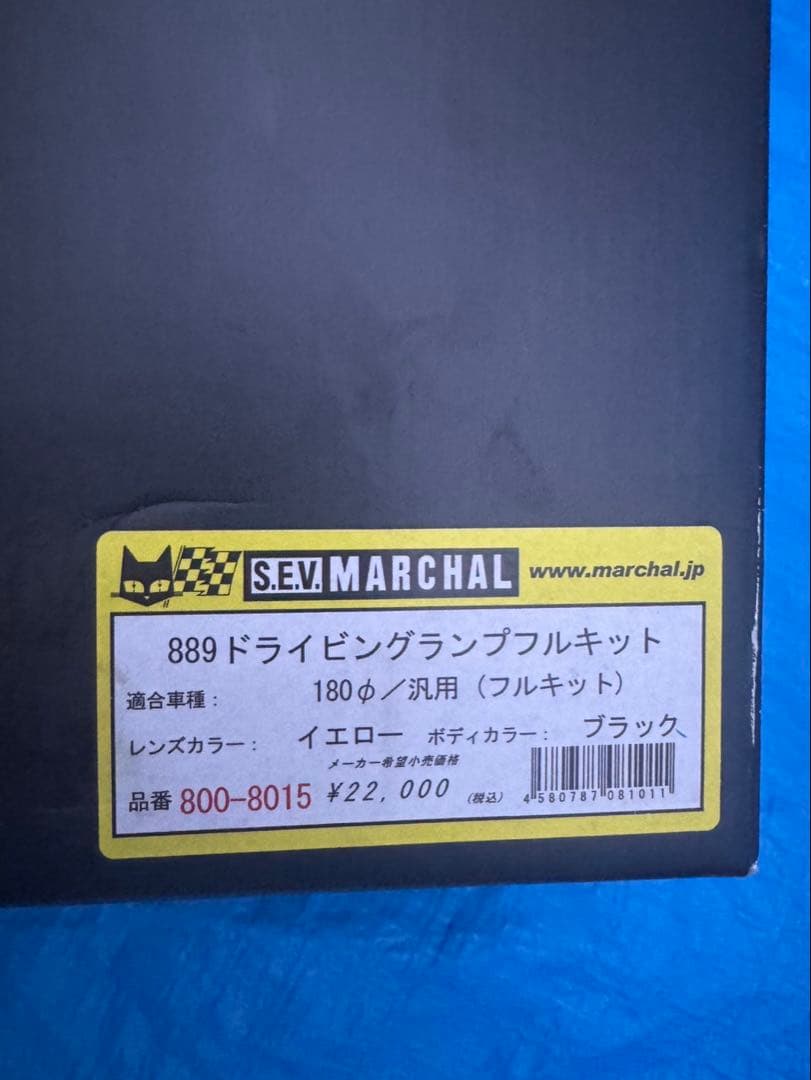 S.E.V. MARCHAL www.marchal.jp
889ドライビングランプフルキット
適合車種： 180φ／汎用（フルキット）
レンズカラー： イエロー ボディカラー： ブラック
メーカー希望小売価格
品番 800-8015 ¥22,000 （税込） 4 580787 081011